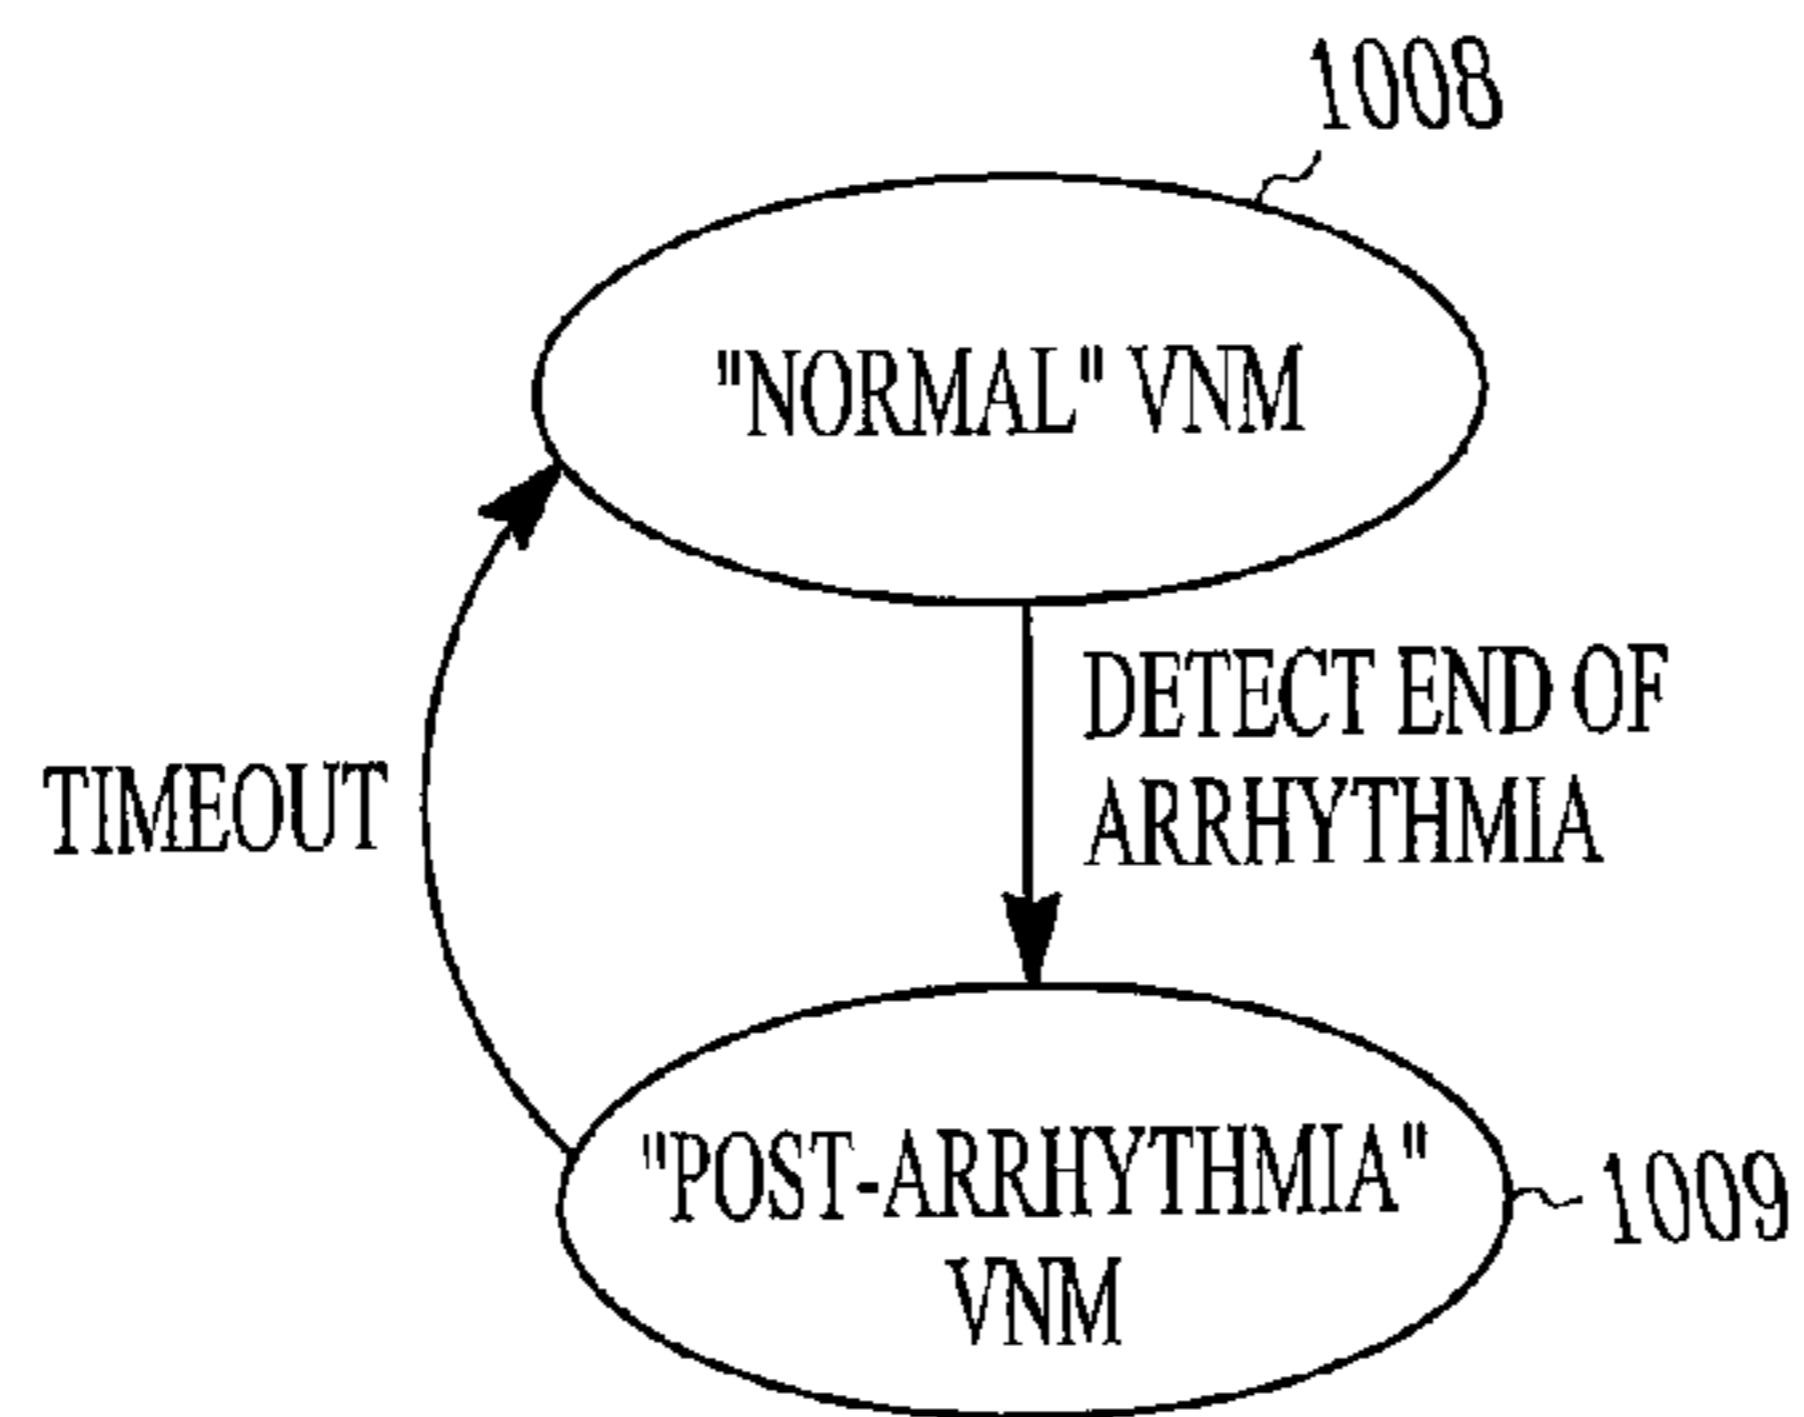 1008
"NORMAL" VNM
DETECT END OF
ARRHYTHMIA
TIMEOUT
"POST-ARRHYTHMIA"
VNM
1009